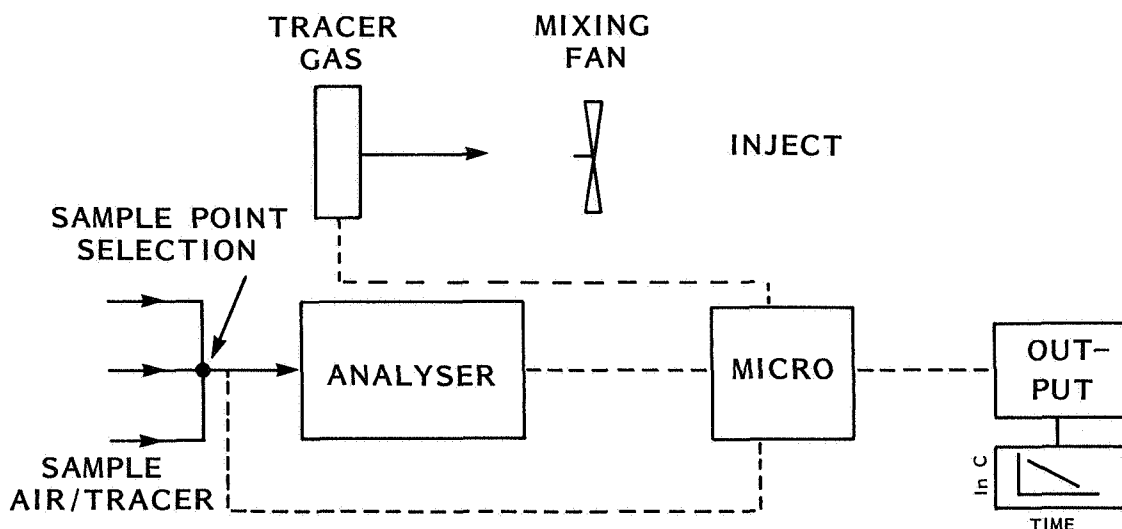 TRACER
GAS
MIXING
FAN
INJECT
SAMPLE POINT
SELECTION
ANALYSER
MICRO
OUT-
PUT
SAMPLE
AIR/TRACER
ln C
TIME